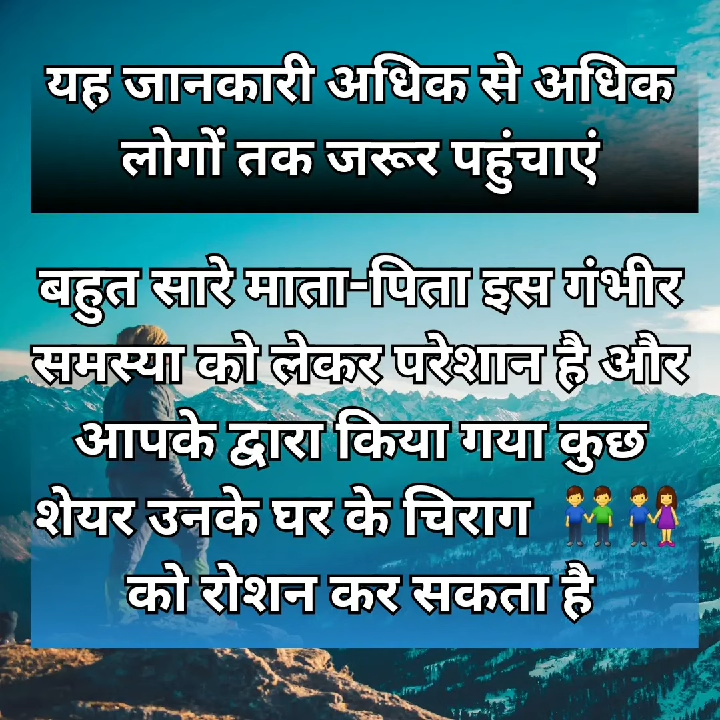 यह जानकारी अधिक से अधिक
लोगों तक जरूर पहुंचाएं
बहुत सारे माता-पिता इस गंभीर
समस्या को लेकर परेशान है और
आपके द्वारा किया गया कुछ
शेयर उनके घर के चिराग 👬 👫
को रोशन कर सकता है